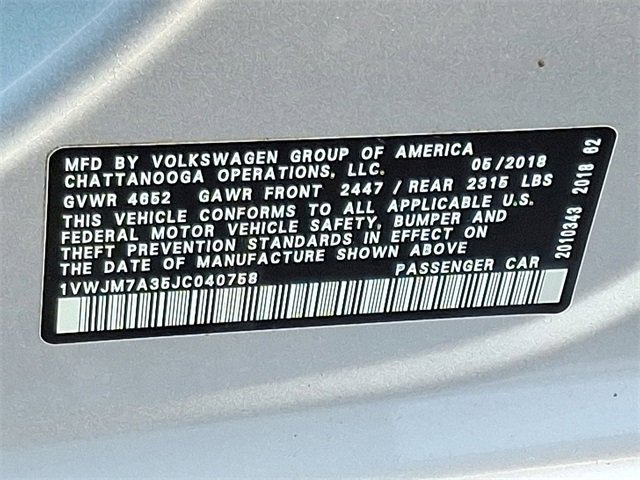 MFD BY VOLKSWAGEN GROUP OF AMERICA
CHATTANOOGA OPERATIONS, LLC. 05/2018
GVWR 4652 GAWR FRONT 2447 / REAR 2315 LBS
THIS VEHICLE CONFORMS TO ALL APPLICABLE U.S.
FEDERAL MOTOR VEHICLE SAFETY, BUMPER AND
THEFT PREVENTION STANDARDS IN EFFECT ON
THE DATE OF MANUFACTURE SHOWN ABOVE
1VWJM7A35JC040758 PASSENGER CAR
2010343 2018 62